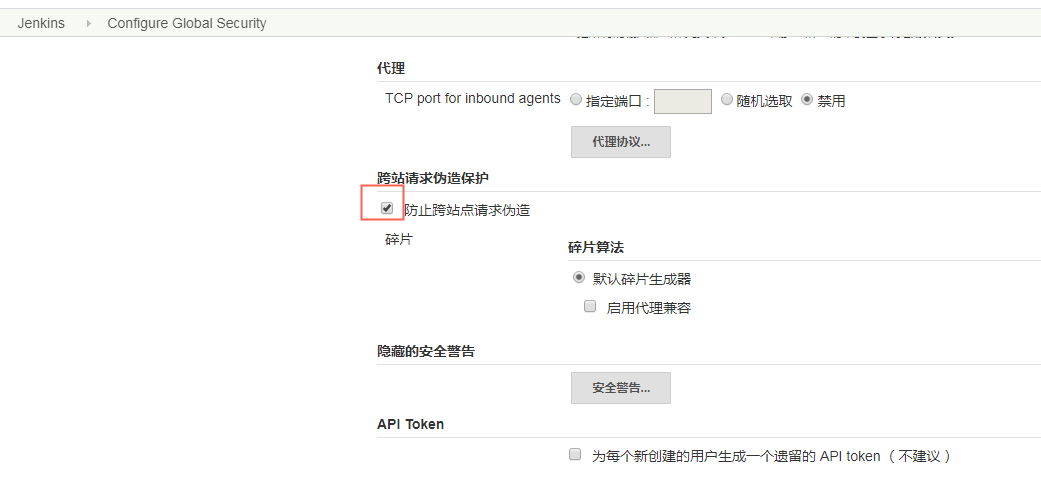 Jenkins Configure Global Security
代理
TCP port for inbound agents 指定端口 : 随机选取 禁用
代理协议...
跨站请求伪造保护
防止跨站点请求伪造
碎片
碎片算法
默认碎片生成器
启用代理兼容
隐藏的安全警告
安全警告...
API Token
为每个新创建的用户生成一个遗留的 API token （不建议）